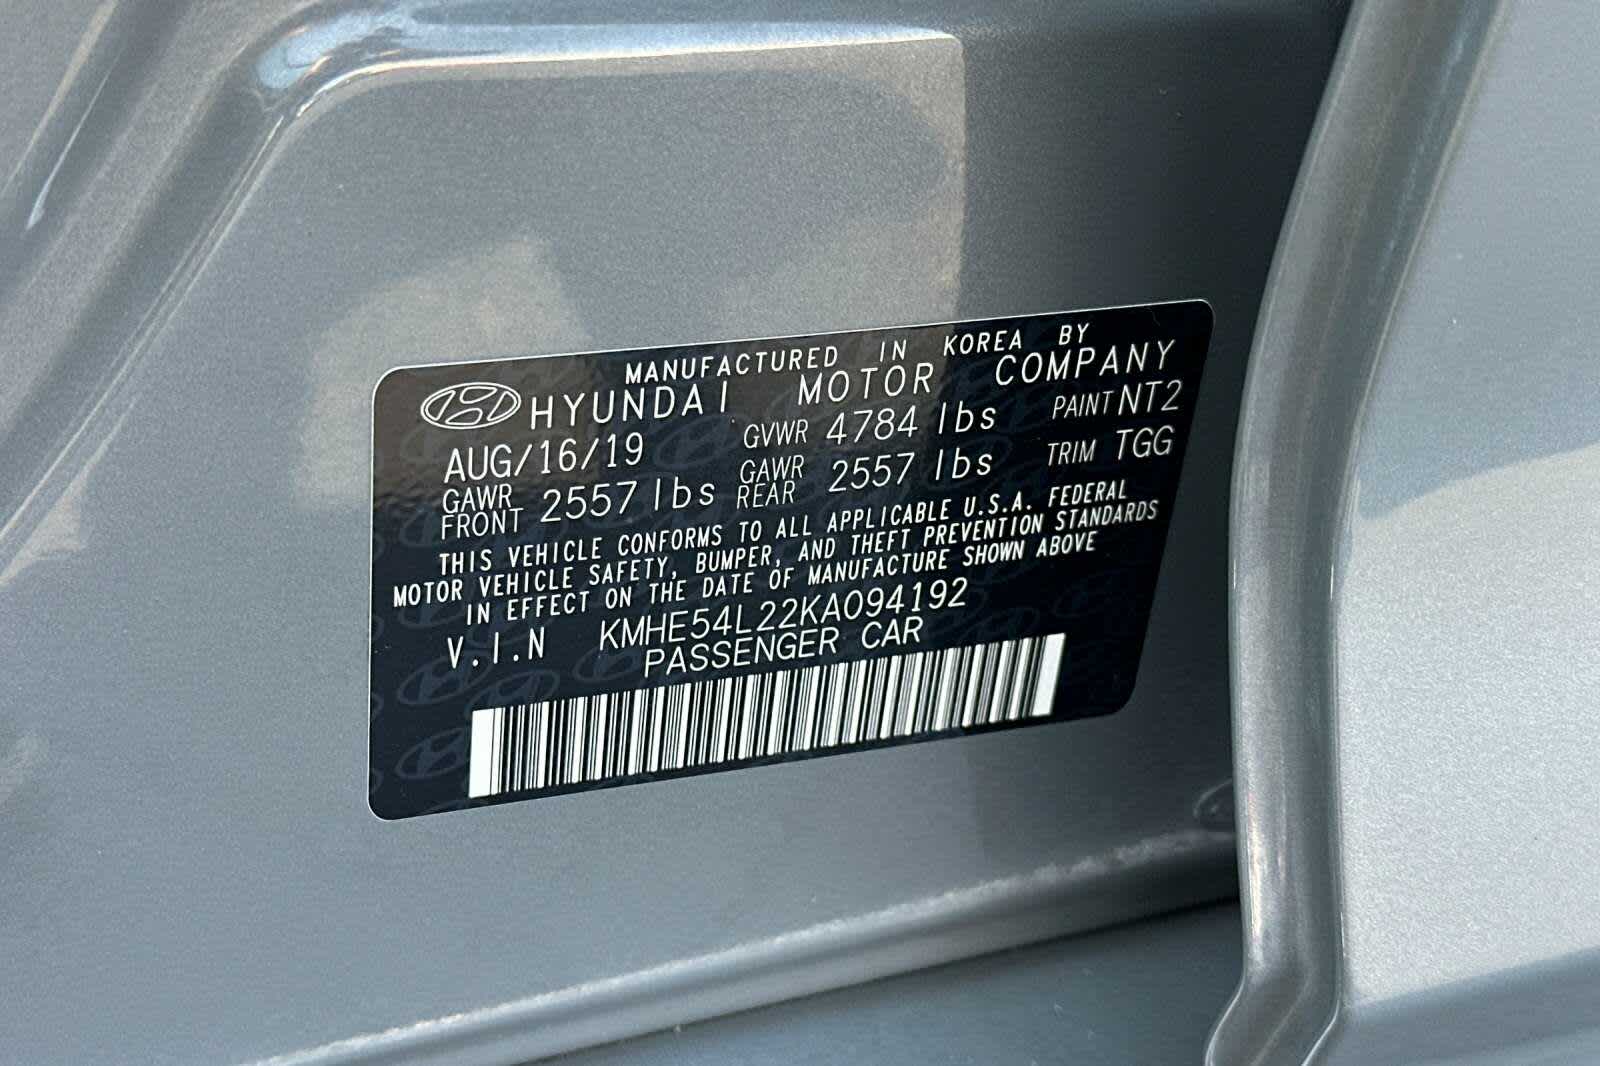 MANUFACTURED IN KOREA BY
HYUNDAI MOTOR COMPANY
AUG/16/19 GVWR 4784 lbs PAINT NT2
GAWR FRONT 2557 lbs GAWR REAR 2557 lbs TRIM TGG
THIS VEHICLE CONFORMS TO ALL APPLICABLE U.S.A. FEDERAL
MOTOR VEHICLE SAFETY, BUMPER, AND THEFT PREVENTION STANDARDS
IN EFFECT ON THE DATE OF MANUFACTURE SHOWN ABOVE
V.I.N KMHE54L22KA094192
PASSENGER CAR